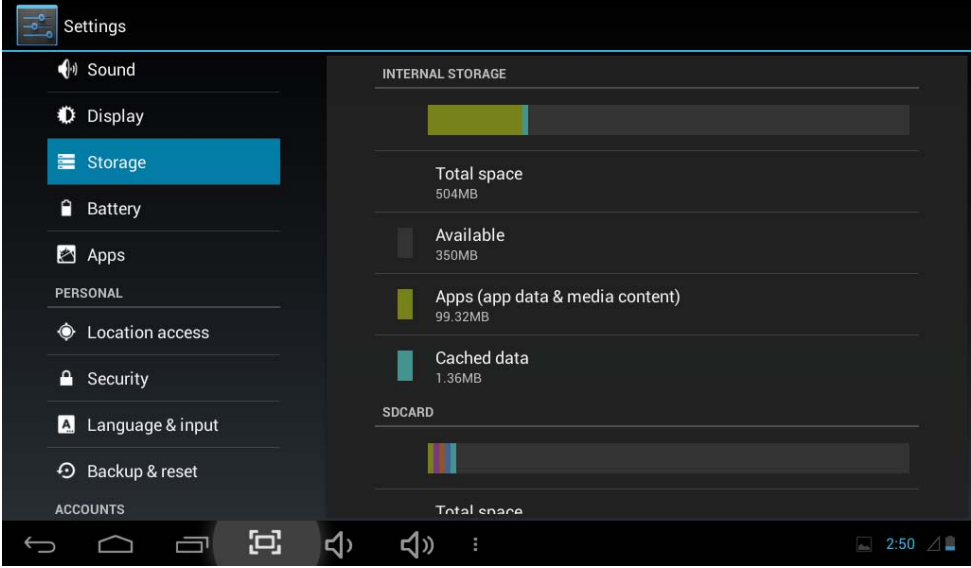 Settings
Sound
Display
Storage
Battery
Apps
PERSONAL
Location access
Security
Language & input
Backup & reset
ACCOUNTS
INTERNAL STORAGE
Total space
504MB
Available
350MB
Apps (app data & media content)
99.32MB
Cached data
1.36MB
SDCARD
Total space
2:50